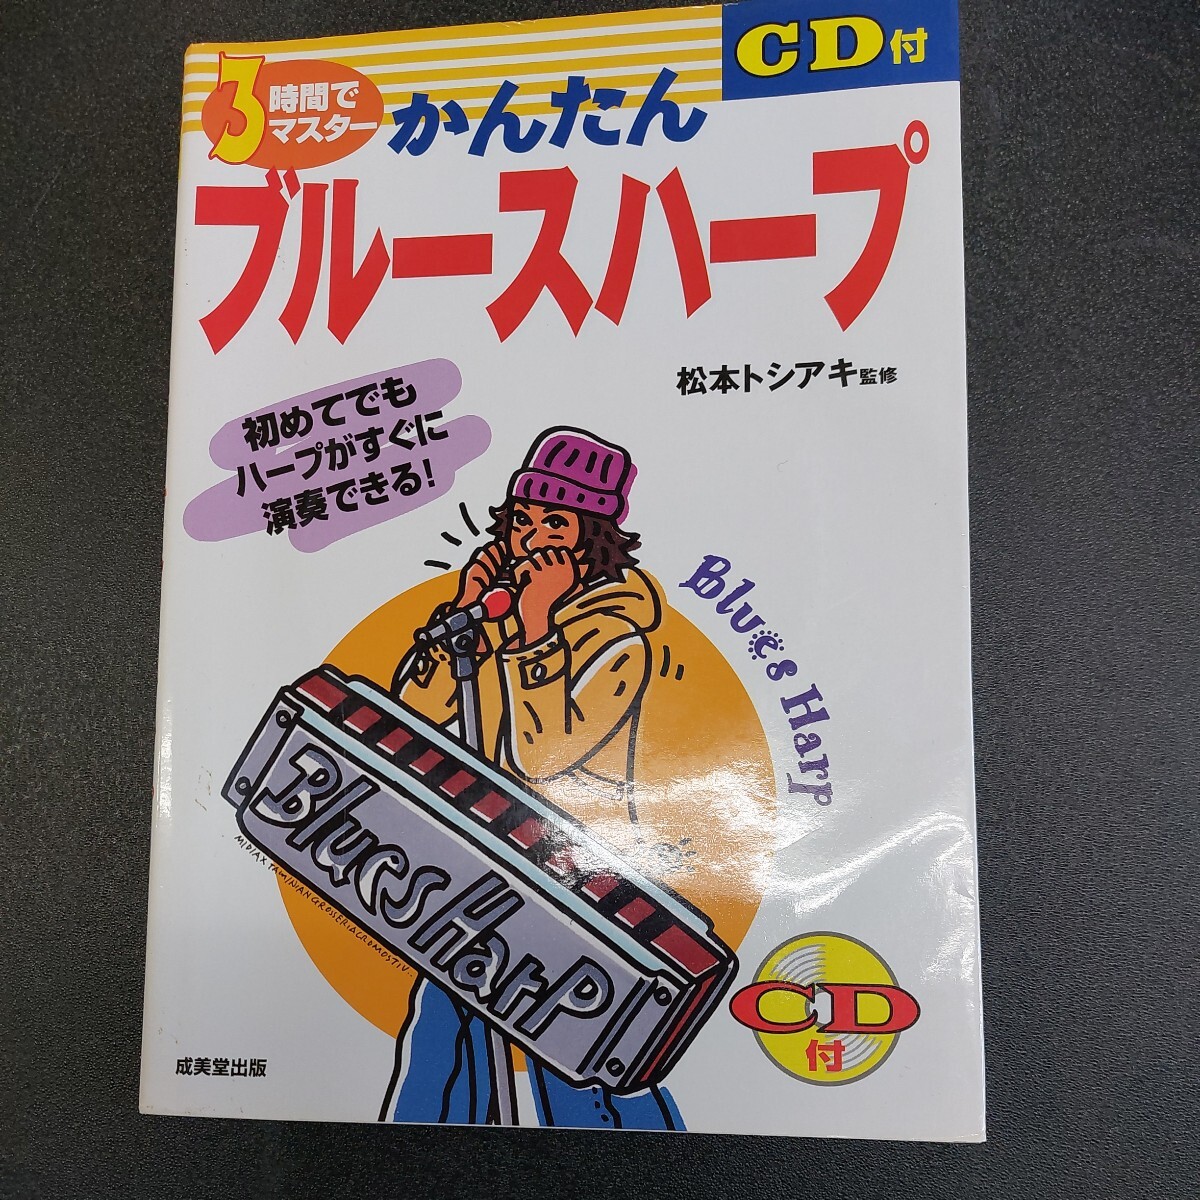 CD付
3時間で
マスター
かんたん
ブルースハープ
松本トシアキ監修
初めてでも
ハープがすぐに
演奏できる!
Blues Harp
Blues Harp
CD
付
成美堂出版